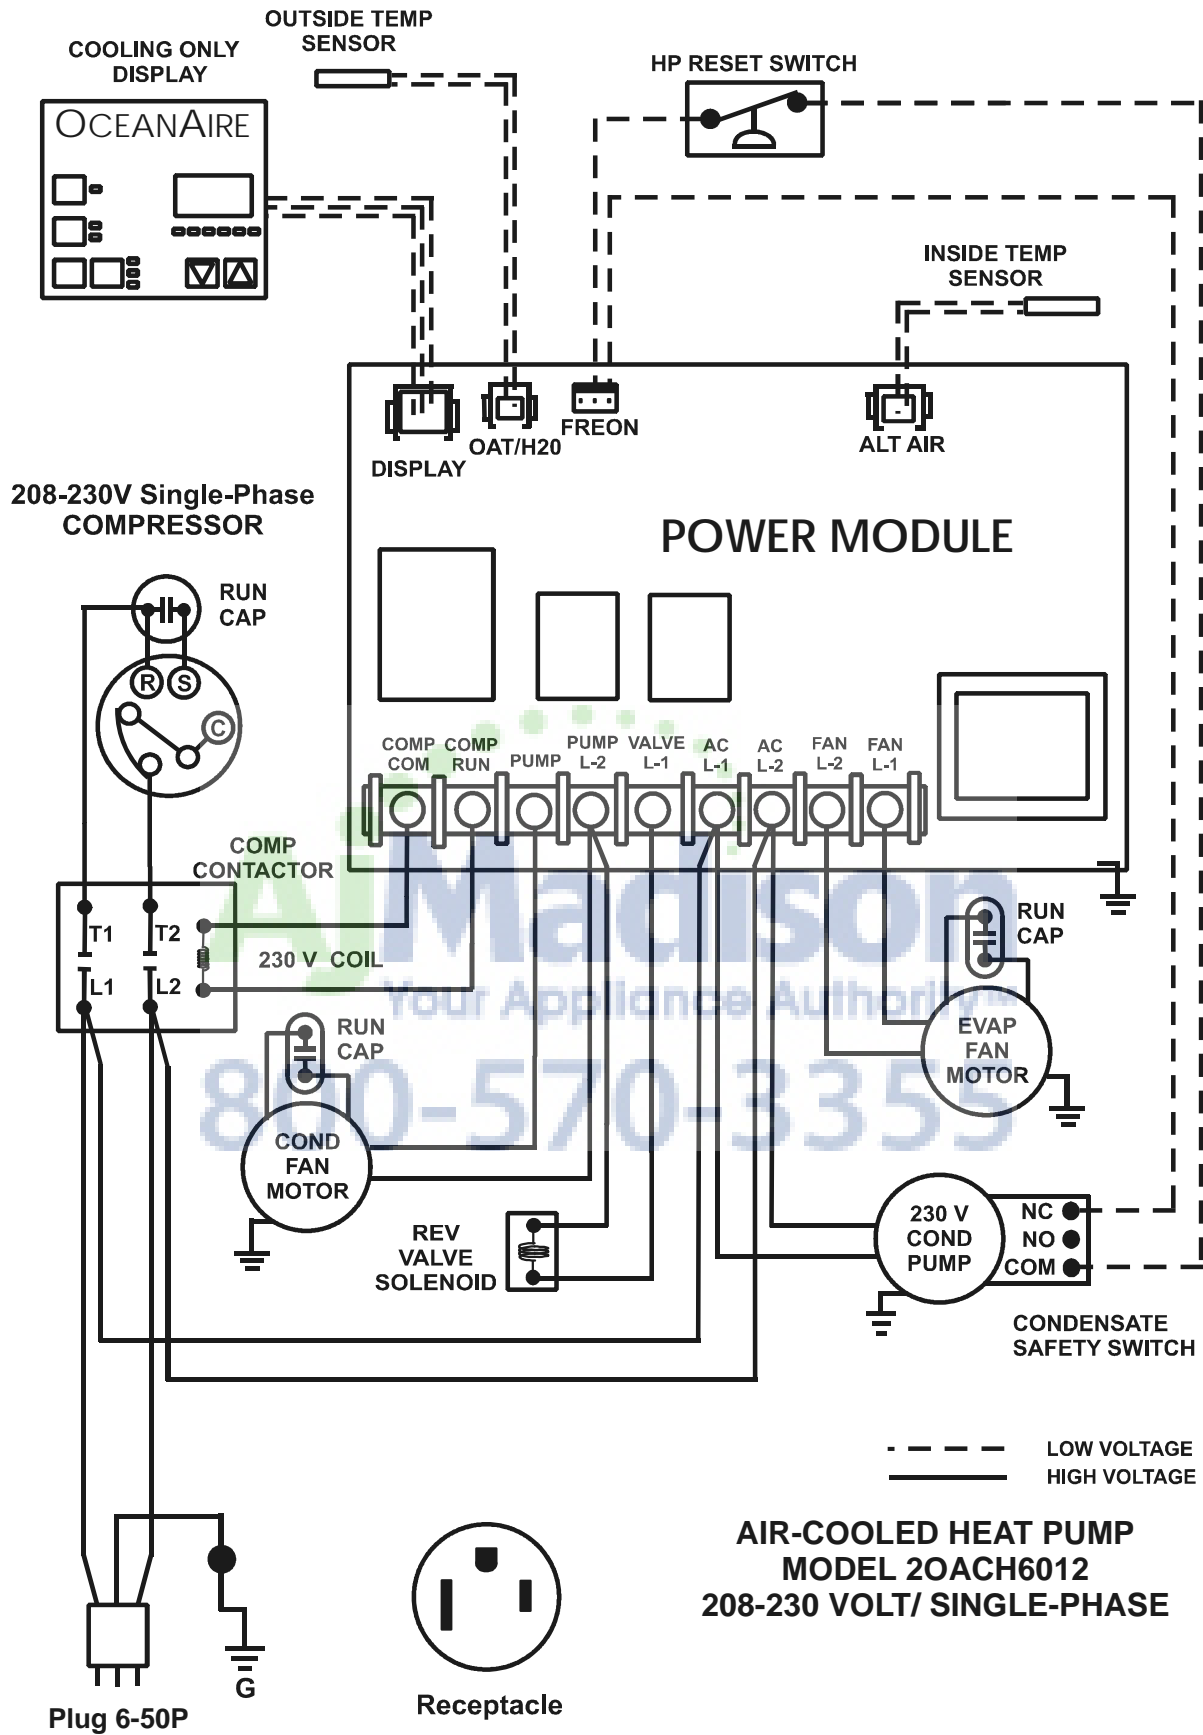 OUTSIDE TEMP
SENSOR
COOLING ONLY
DISPLAY
HP RESET SWITCH
OCEANAIRE
INSIDE TEMP
SENSOR
DISPLAY
OAT/H20
FREON
ALT AIR
208-230V Single-Phase
COMPRESSOR
POWER MODULE
RUN
CAP
R
S
C
COMP
COM
COMP
RUN
PUMP
PUMP
L-2
VALVE
L-1
AC
L-1
AC
L-2
FAN
L-2
FAN
L-1
COMP
CONTACTOR
T1
T2
L1
L2
230 V COIL
RUN
CAP
EVAP
FAN
MOTOR
RUN
CAP
COND
FAN
MOTOR
AjMadison
Your Appliance Authority™
800-570-3355
REV
VALVE
SOLENOID
230 V
COND
PUMP
NC
NO
COM
CONDENSATE
SAFETY SWITCH
LOW VOLTAGE
HIGH VOLTAGE
AIR-COOLED HEAT PUMP
MODEL 2OACH6012
208-230 VOLT/ SINGLE-PHASE
G
Plug 6-50P
Receptacle